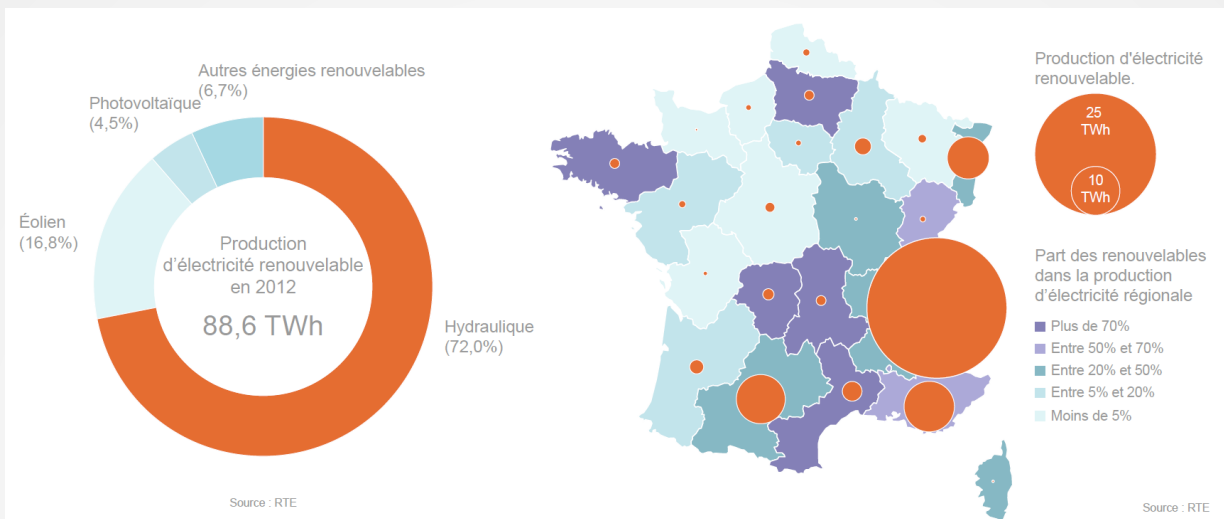 Autres énergies renouvelables
(6,7%)
Photovoltaïque
(4,5%)
Éolien
(16,8%)
Production
d'électricité renouvelable
en 2012
88,6 TWh
Hydraulique
(72,0%)
Source : RTE
Production d'électricité
renouvelable.
25
TWh
10
TWh
Part des renouvelables
dans la production
d'électricité régionale
Plus de 70%
Entre 50% et 70%
Entre 20% et 50%
Entre 5% et 20%
Moins de 5%
Source : RTE